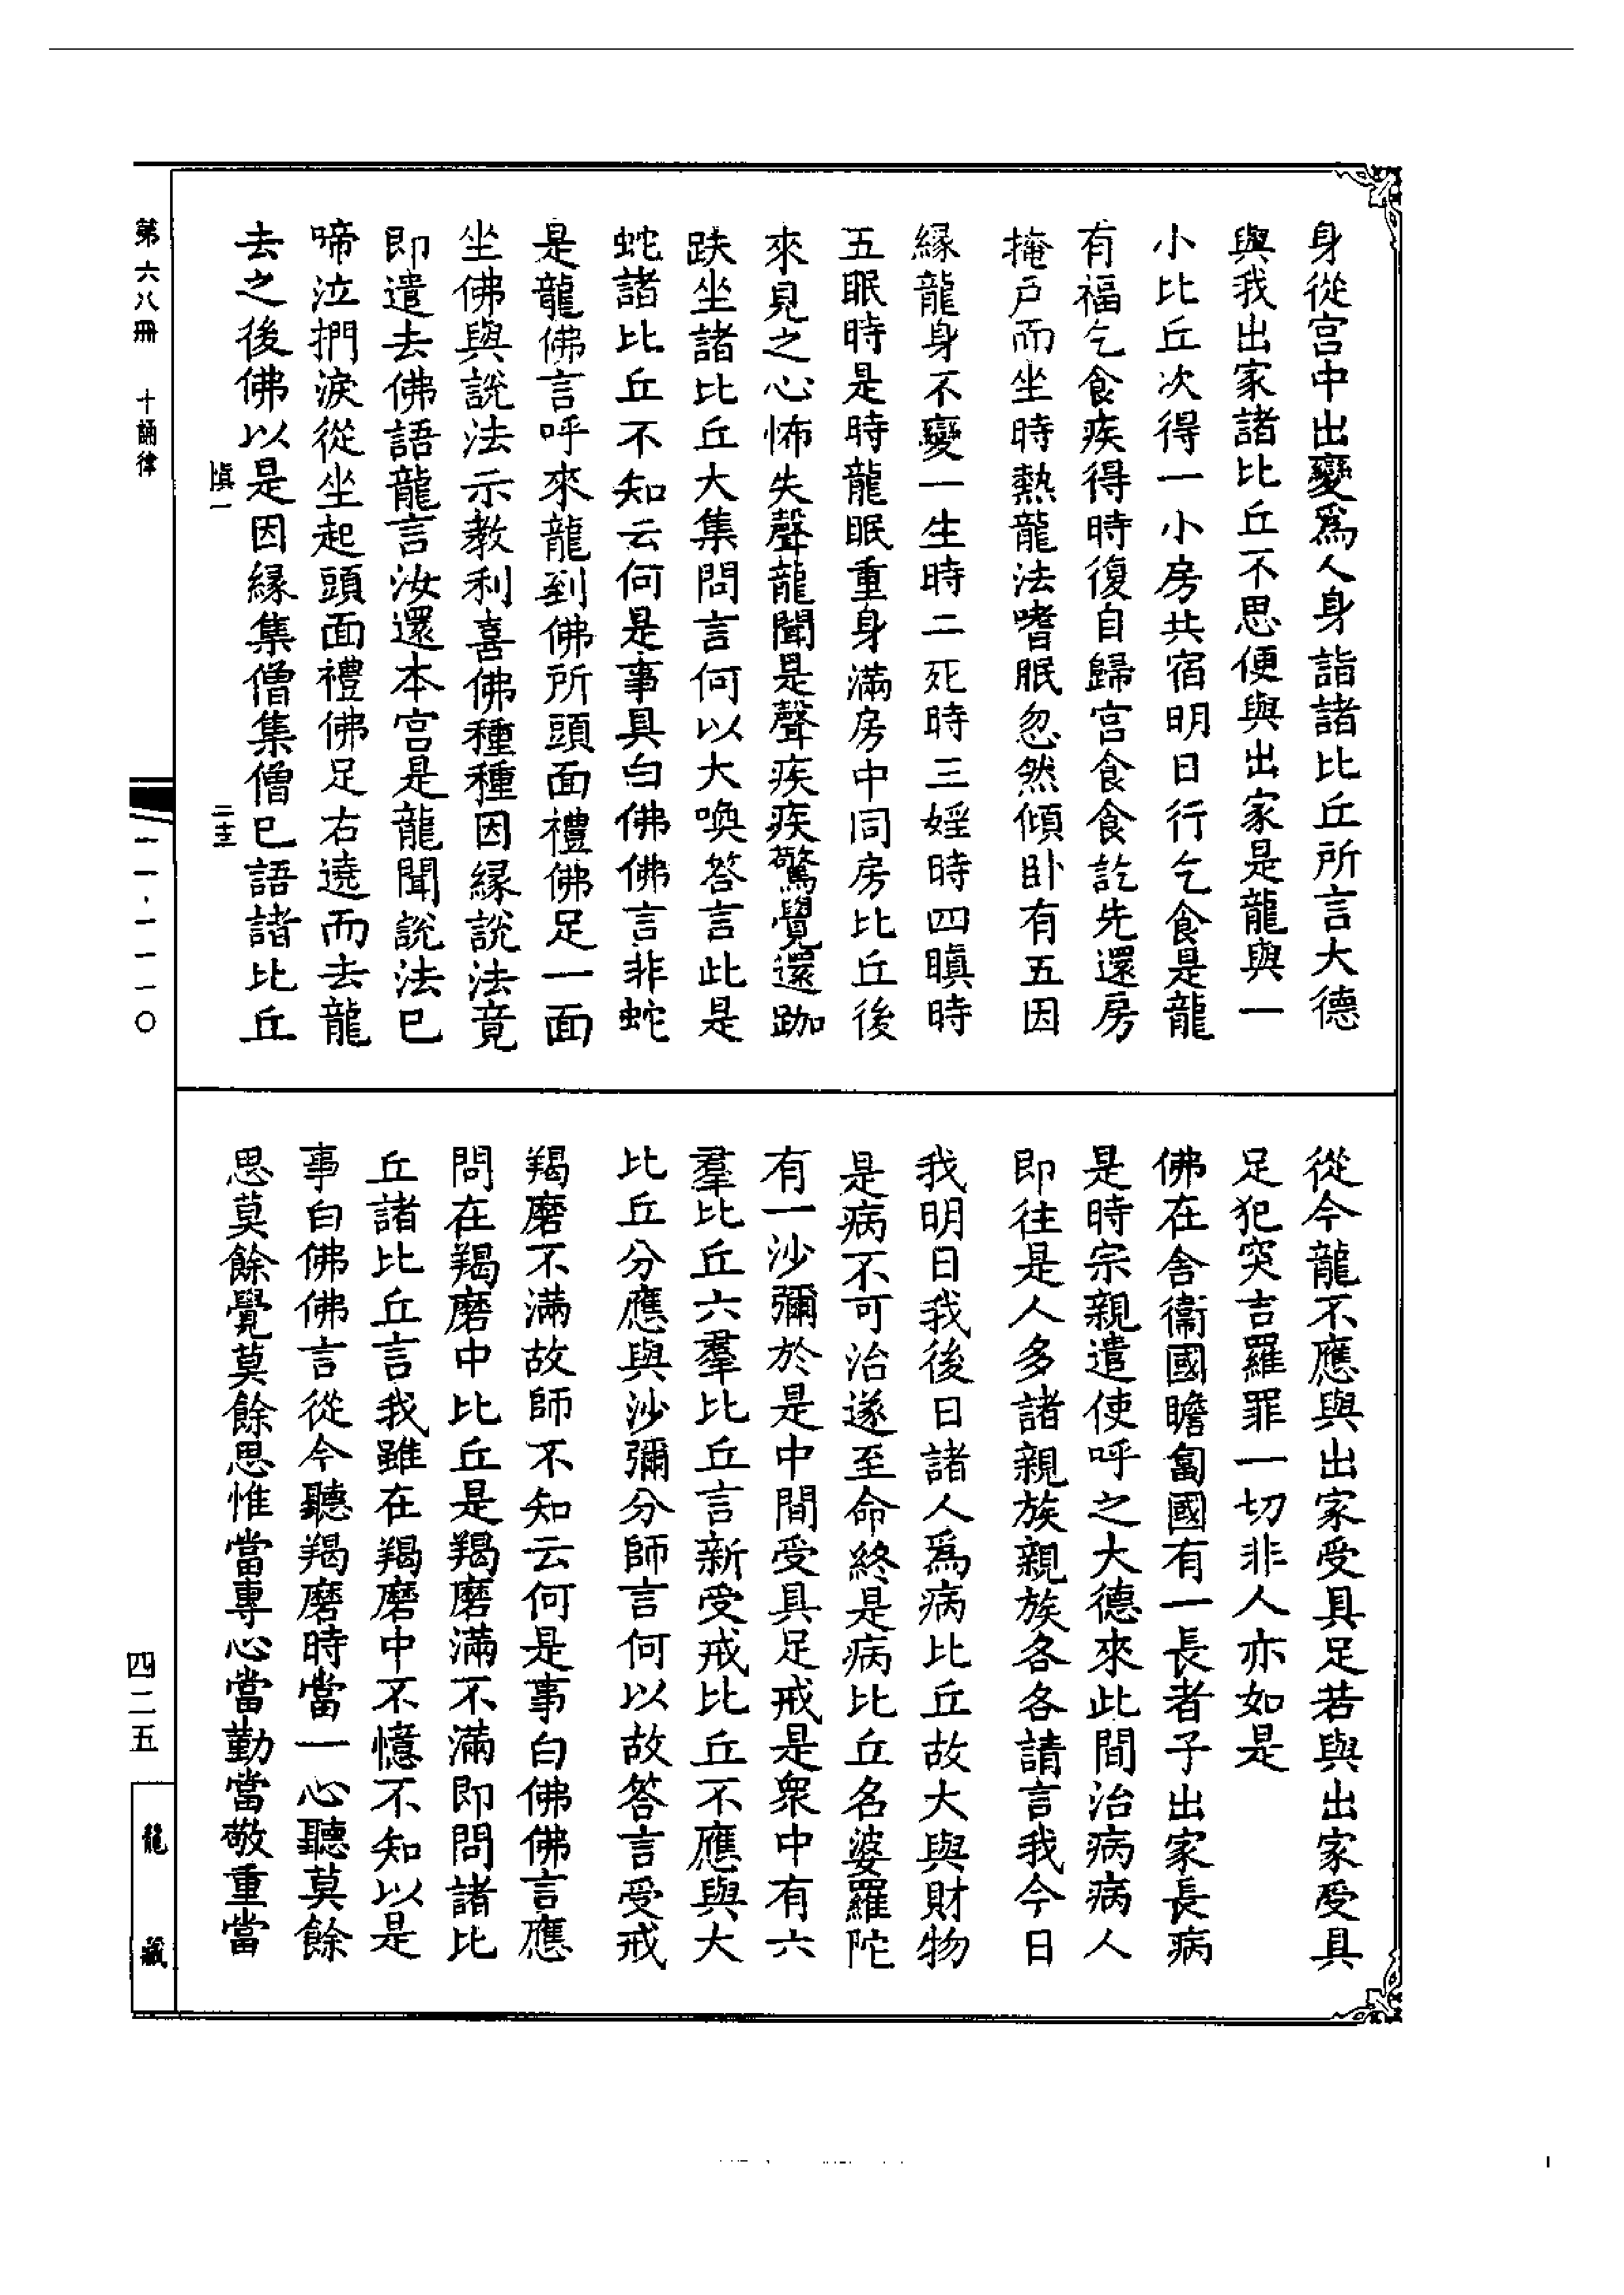 身從宫中出變爲人身詣諸比丘所言大德
與我出家諸比丘不思便與出家是龍與一
小比丘次得一小房共宿明日行乞食是龍
有福乞食疾得時復自歸宫食食訖先還房
掩戸而坐時熱龍法嗜眠忽然傾卧有五因
縁龍身不變一生時二死時三婬時四瞋時
五眠時是時龍眠重身滿房中同房比丘後
來見之心怖失聲龍聞是聲疾疾驚覺還跏
趺坐諸比丘大集問言何以大喚答言此是
蛇諸比丘不知云何是事具白佛佛言非蛇
是龍佛言呼來龍到佛所頭面禮佛足一面
坐佛與説法示教利喜佛種種因縁説法竟
即遣去佛語龍言汝還本宫是龍聞説法已
啼泣捫淚從坐起頭面禮佛足右遶而去龍
去之後佛以是因縁集僧集僧已語諸比丘
慎一
二圭
從今龍不應與出家受具足若與出家受具
足犯突吉羅罪一切非人亦如是
佛在舍衞國瞻匐國有一長者子出家長病
是時宗親遣使呼之大德來此間治病病人
即往是人多諸親族親族各各請言我今日
我明日我後日諸人爲病比丘故大與財物
是病不可治遂至命終是病比丘名婆羅陀
有一沙彌於是中間受具足戒是衆中有六
羣比丘六羣比丘言新受戒比丘不應與大
比丘分應與沙彌分師言何以故答言受戒
羯磨不滿故師不知云何是事白佛佛言應
問在羯磨中比丘是羯磨滿不滿即問諸比
丘諸比丘言我雖在羯磨中不憶不知以是
事白佛佛言從今聽羯磨時當一心聽莫餘
思莫餘覺莫餘思惟當專心當勤當敬重當
第六八冊 十誦律
一一·一一一〇
四二五
龍藏